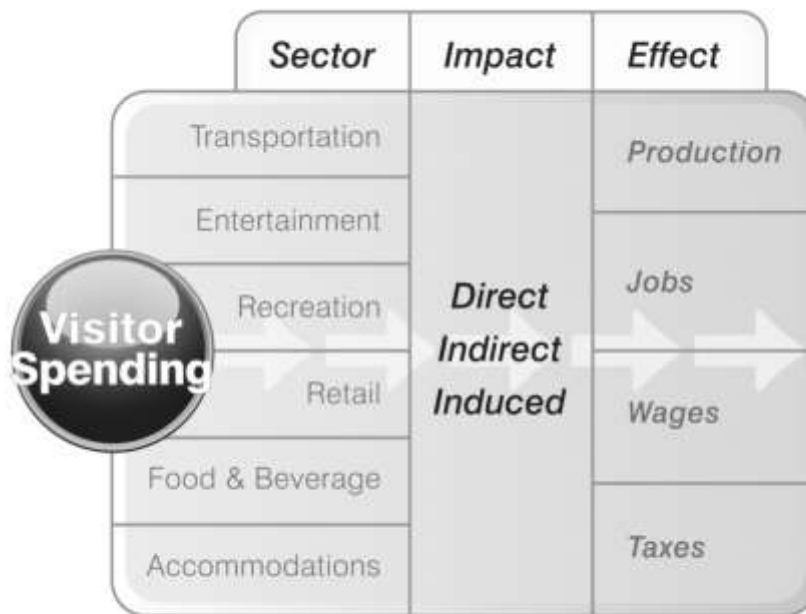 Sector
Impact
Effect
Visitor
Spending
Transportation
Entertainment
Recreation
Retail
Food & Beverage
Accommodations
Direct
Indirect
Induced
Production
Jobs
Wages
Taxes